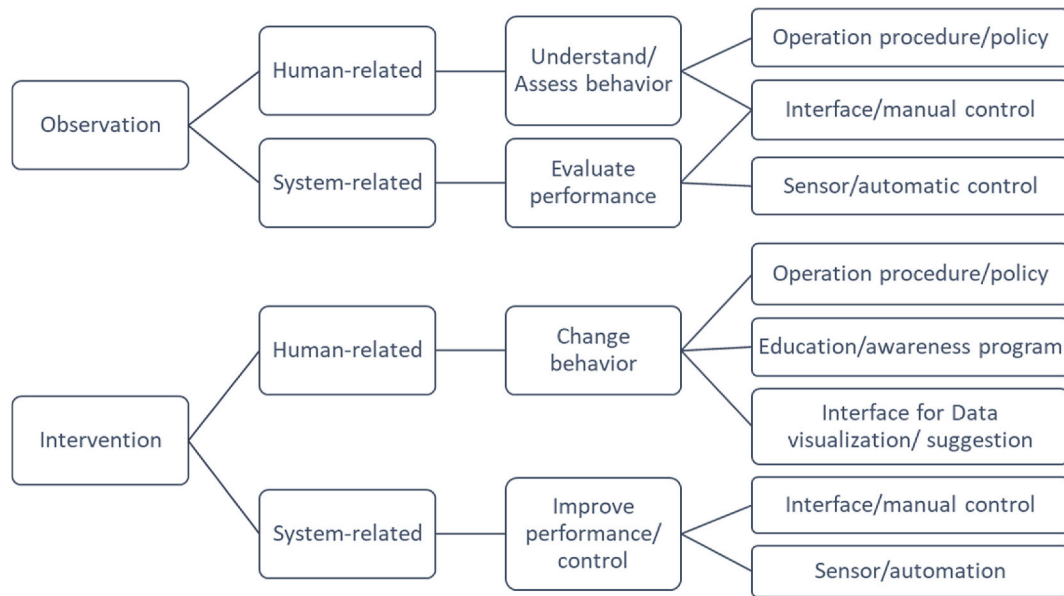 Observation
Human-related
Understand/
Assess behavior
Operation procedure/policy
Interface/manual control
System-related
Evaluate
performance
Sensor/automatic control
Intervention
Human-related
Change
behavior
Operation procedure/policy
Education/awareness program
Interface for Data
visualization/ suggestion
System-related
Improve
performance/
control
Interface/manual control
Sensor/automation